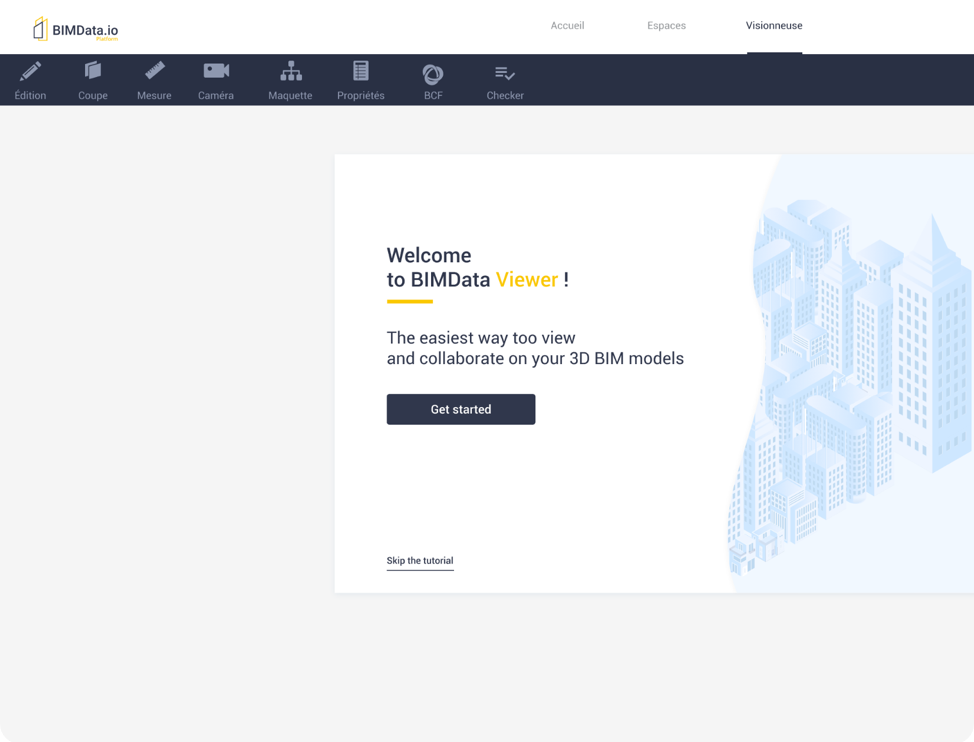 BIMData.io
Platform
Accueil
Espaces
Visionneuse
Édition
Coupe
Mesure
Caméra
Maquette
Propriétés
BCF
Checker
Welcome
to BIMData Viewer !
The easiest way too view
and collaborate on your 3D BIM models
Get started
Skip the tutorial